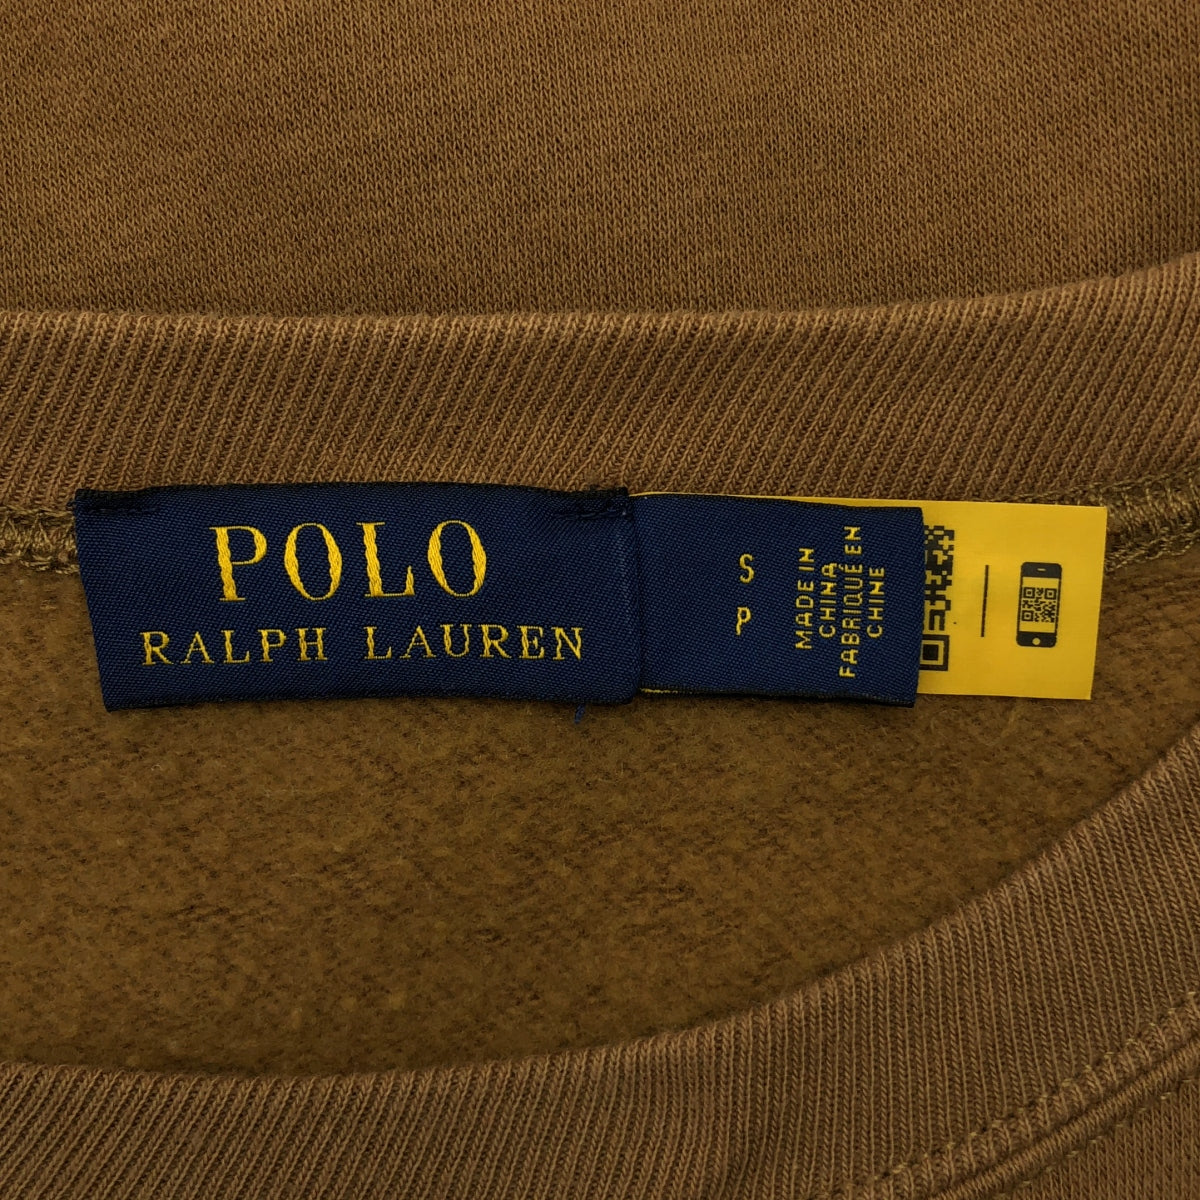 POLO
RALPH LAUREN
S
P
MADE IN
CHINA
FABRIQUÉ EN
CHINE